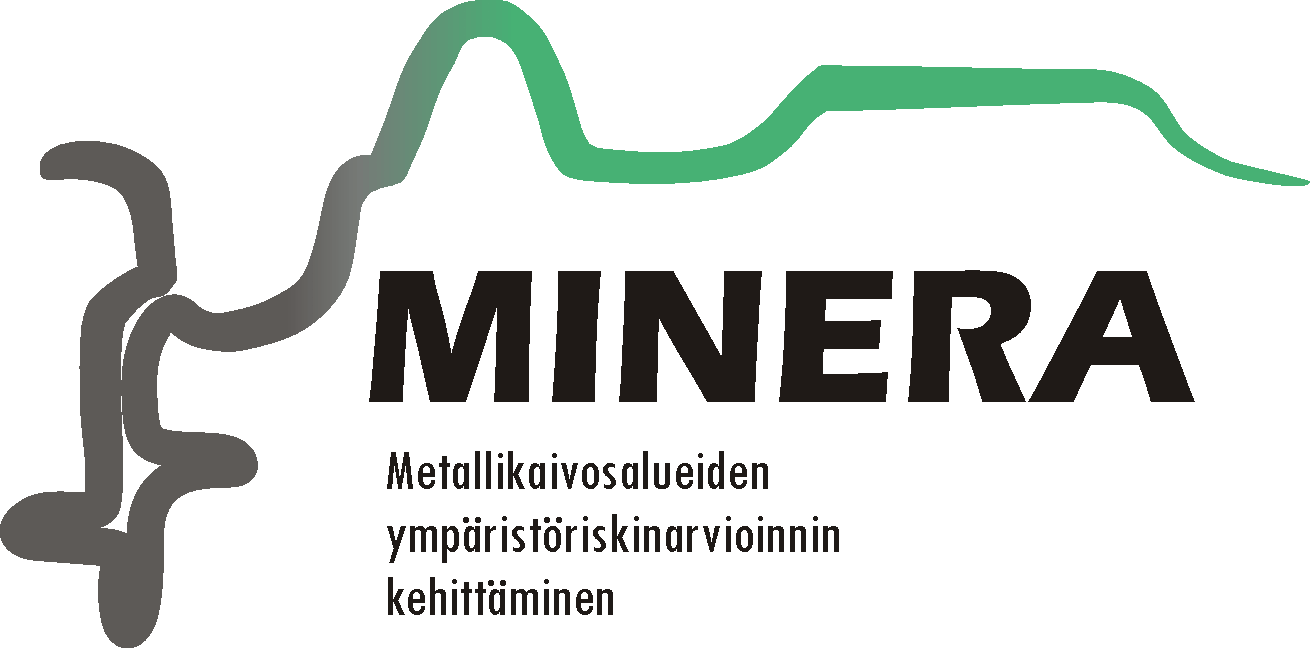 MINERA
Metallikaivosalueiden
ympäristöriskinarvioinnin
kehittäminen